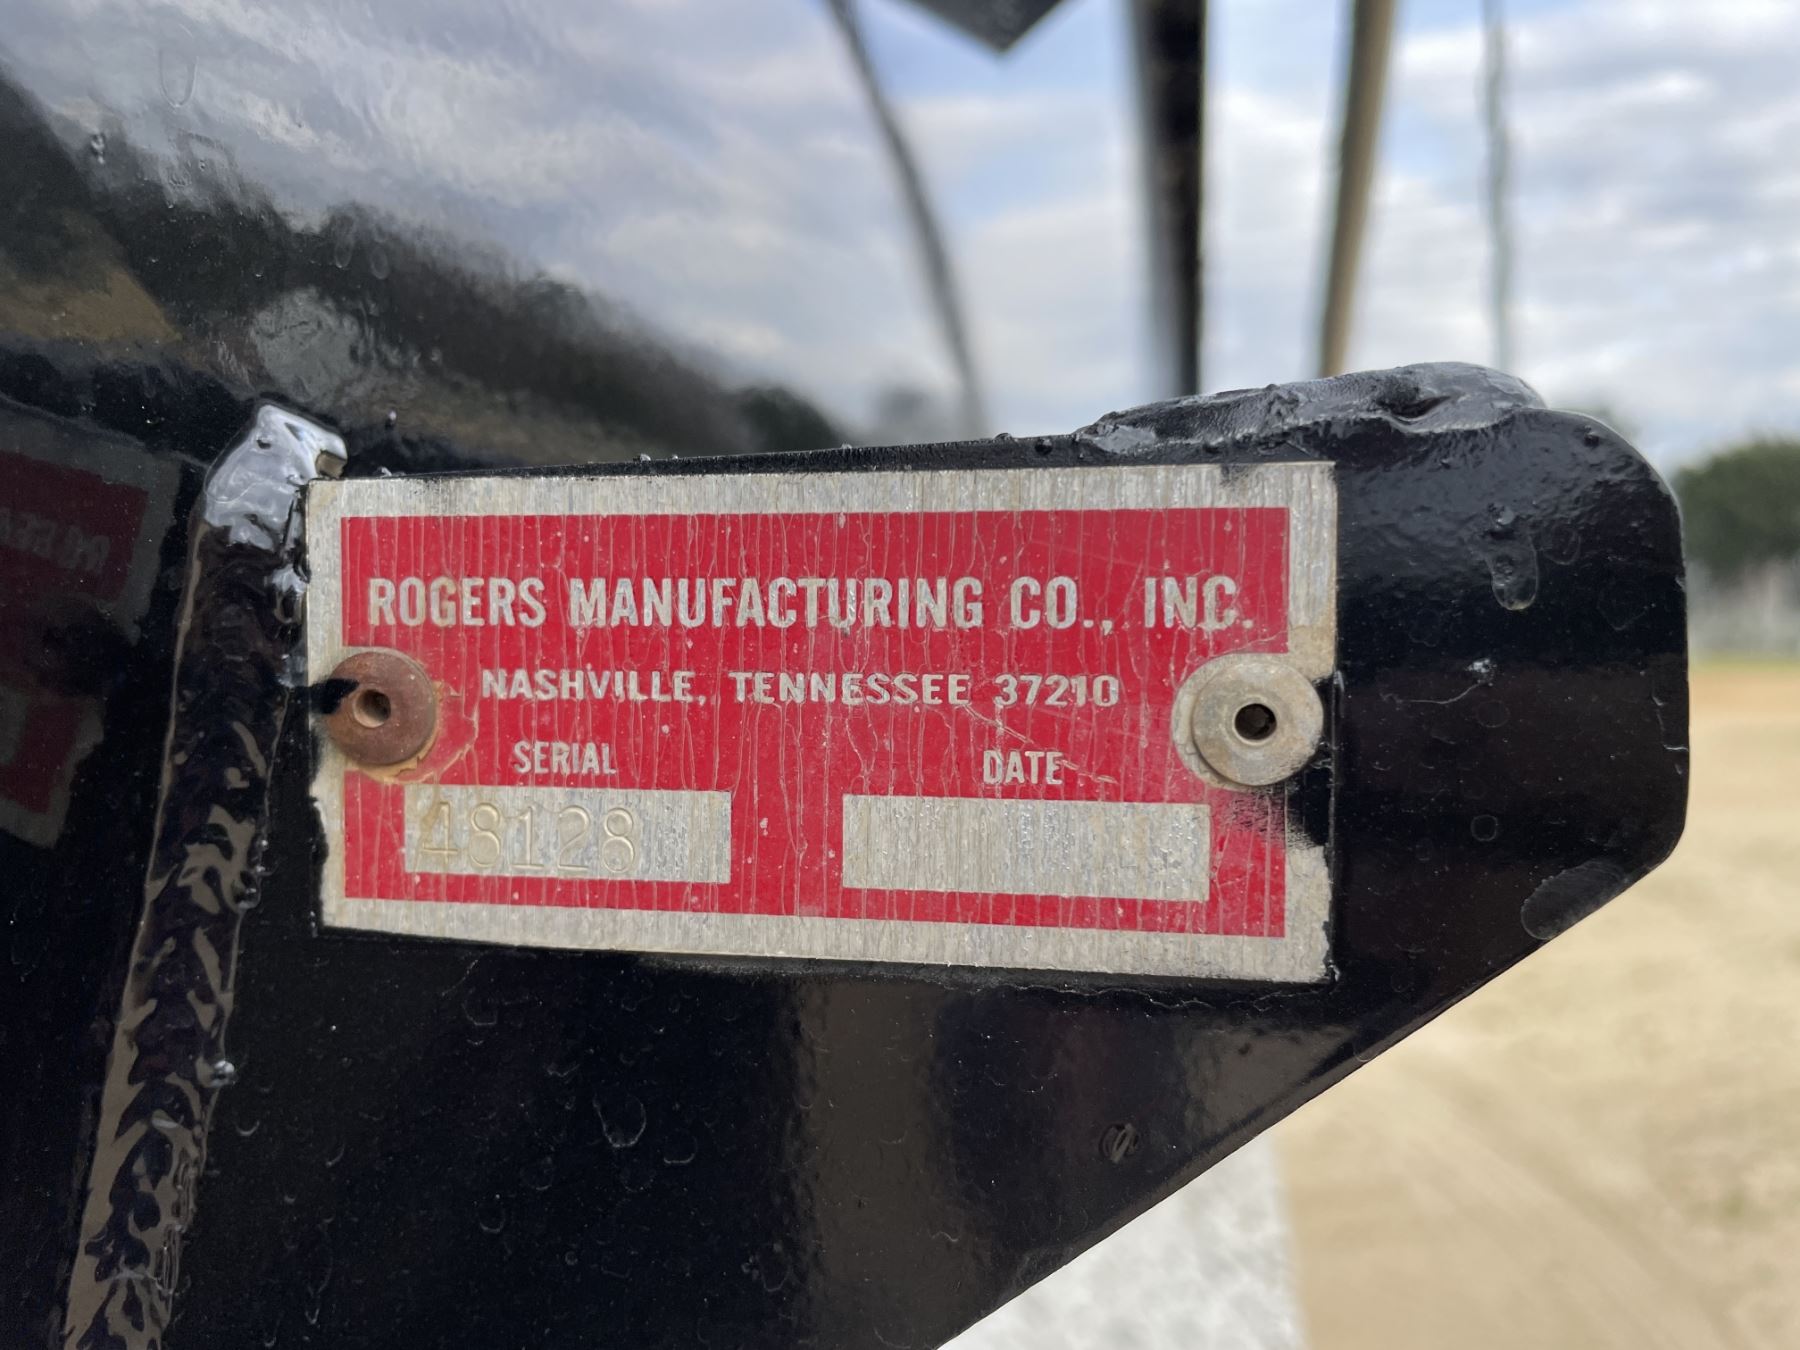 ROGERS MANUFACTURING CO., INC.
NASHVILLE, TENNESSEE 37210
SERIAL DATE
48128